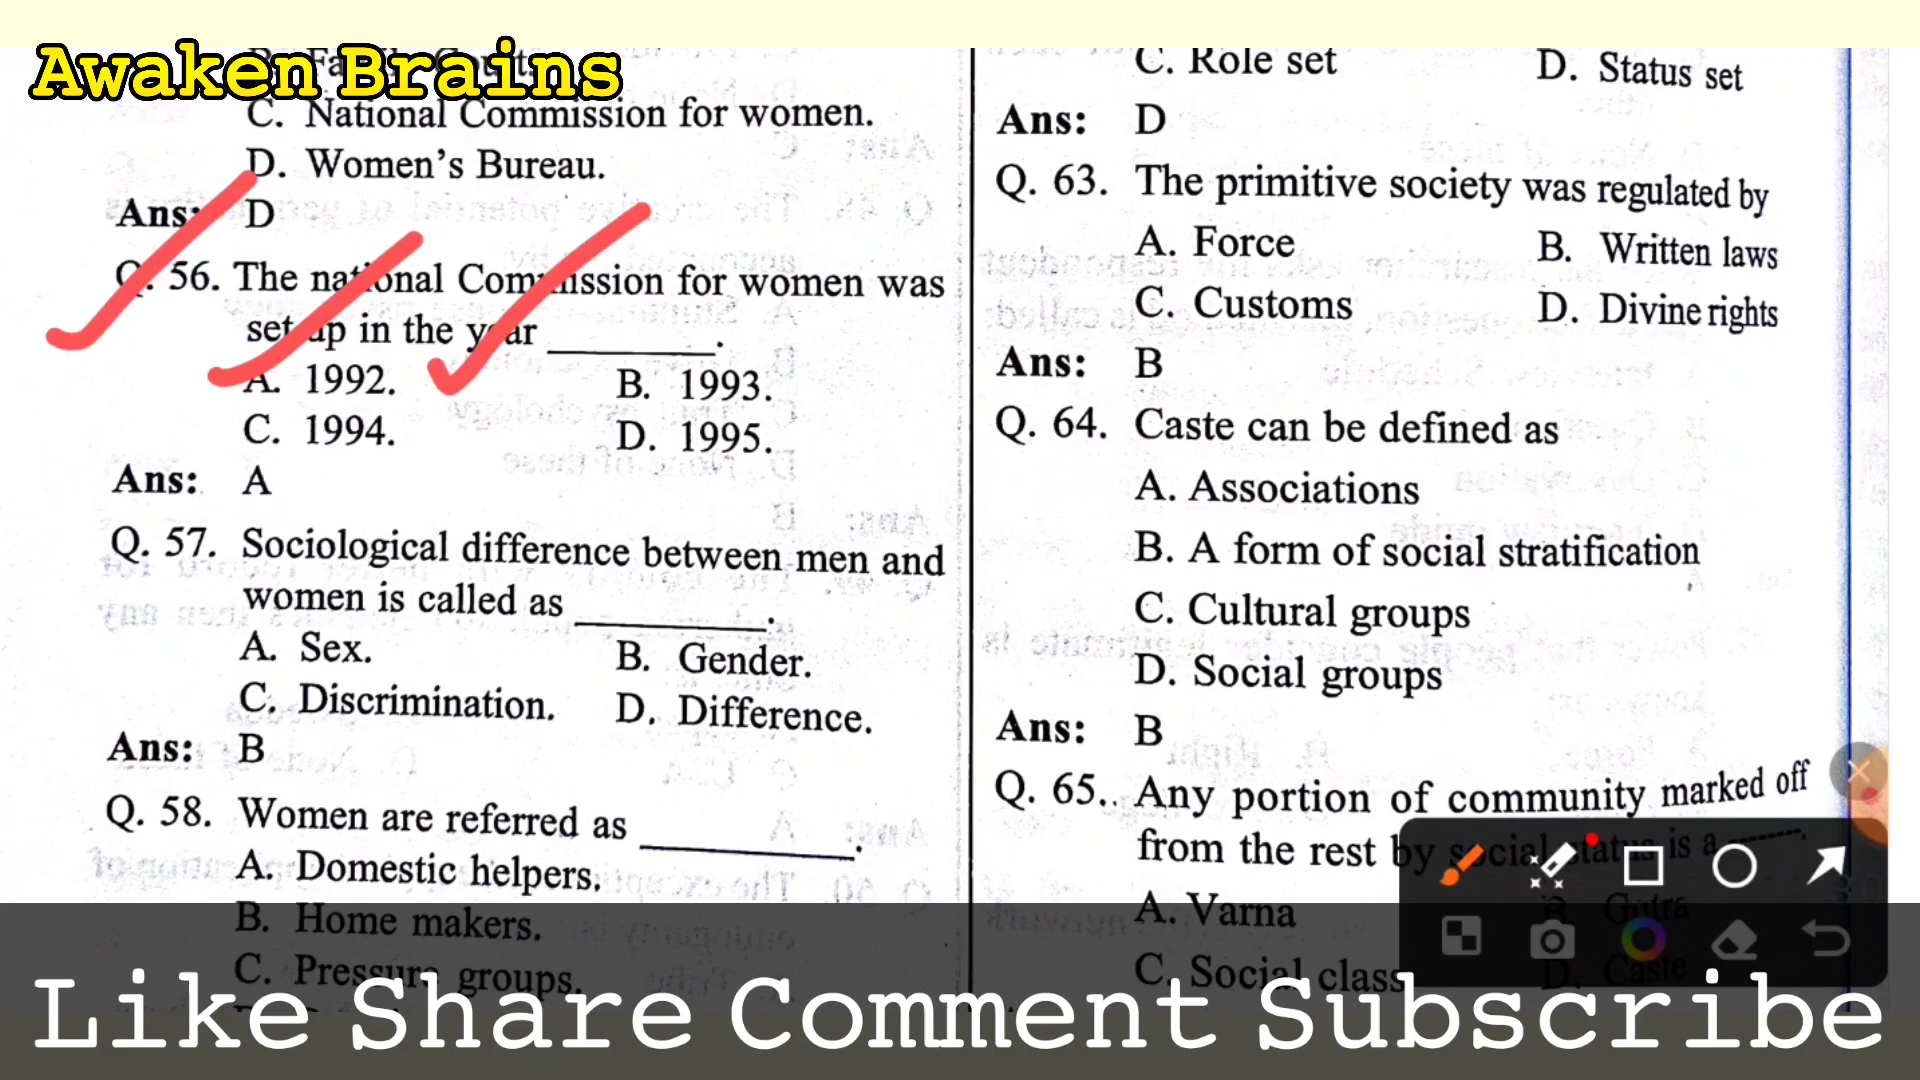 Awaken Brains
C. National Commission for women.
D. Women's Bureau.
Ans: D
Q. 56. The national Commission for women was
set up in the year ________.
A. 1992.
B. 1993.
C. 1994.
D. 1995.
Ans: A
Q. 57. Sociological difference between men and
women is called as ________.
A. Sex.
B. Gender.
C. Discrimination.
D. Difference.
Ans: B
Q. 58. Women are referred as ________.
A. Domestic helpers.
B. Home makers.
C. Pressure groups.
C. Role set
D. Status set
Ans: D
Q. 63. The primitive society was regulated by
A. Force
B. Written laws
C. Customs
D. Divine rights
Ans: B
Q. 64. Caste can be defined as
A. Associations
B. A form of social stratification
C. Cultural groups
D. Social groups
Ans: B
Q. 65.. Any portion of community marked off
from the rest by social status is a ------.
A. Varna
B. Gotra
C. Social class
D. Caste
Like Share Comment Subscribe